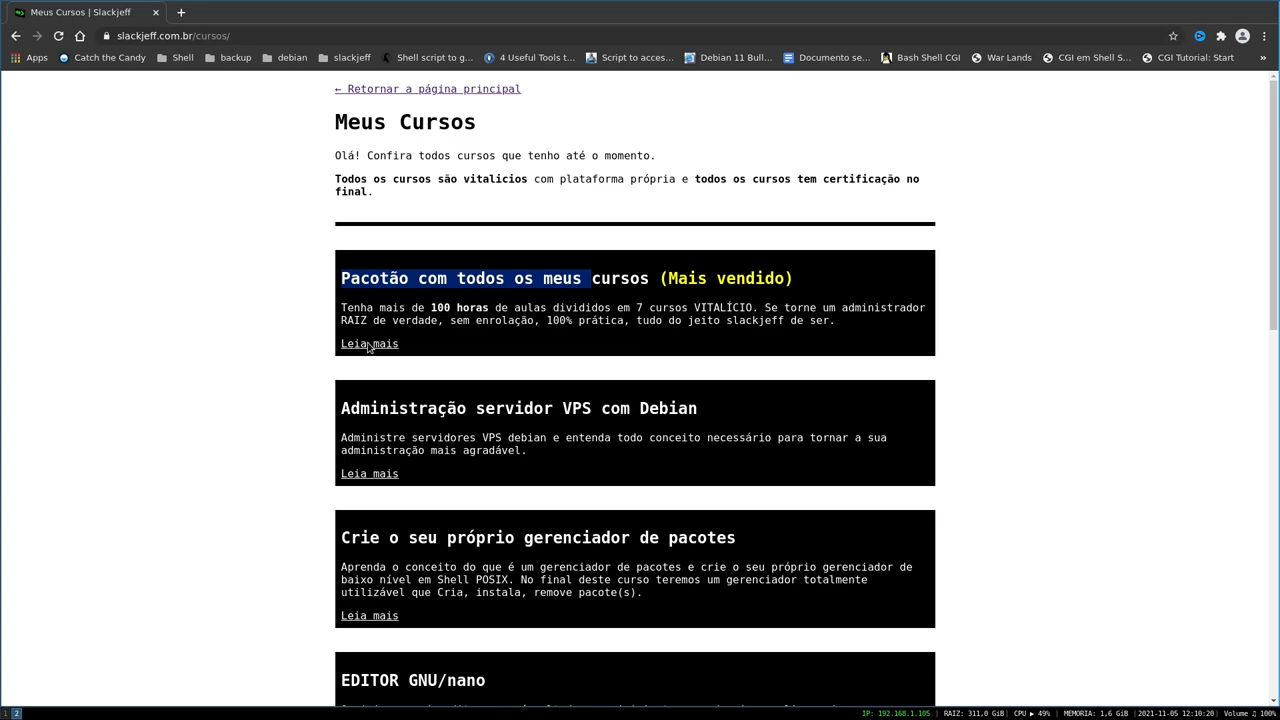 Meus Cursos | Slackjeff
slackjeff.com.br/cursos/
Apps Catch the Candy Shell backup debian slackjeff Shell script to g... 4 Useful Tools t... Script to acces... Debian 11 Bull... Documento se... Bash Shell CGI War Lands CGI em Shell S... CGI Tutorial: Start »
← Retornar a página principal
Meus Cursos
Olá! Confira todos cursos que tenho até o momento.
Todos os cursos são vitalicios com plataforma própria e todos os cursos tem certificação no
final.
Pacotão com todos os meus cursos (Mais vendido)
Tenha mais de 100 horas de aulas divididos em 7 cursos VITALÍCIO. Se torne um administrador
RAIZ de verdade, sem enrolação, 100% prática, tudo do jeito slackjeff de ser.
Leia mais
Administração servidor VPS com Debian
Administre servidores VPS debian e entenda todo conceito necessário para tornar a sua
administração mais agradável.
Leia mais
Crie o seu próprio gerenciador de pacotes
Aprenda o conceito do que é um gerenciador de pacotes e crie o seu próprio gerenciador de
baixo nível em Shell POSIX. No final deste curso teremos um gerenciador totalmente
utilizável que Cria, instala, remove pacote(s).
Leia mais
EDITOR GNU/nano
1 2 IP: 192.168.1.105 | RAIZ: 311,0 GiB | CPU ▶ 49% | MEMORIA: 1,6 GiB | 2021-11-05 12:10:20 | Volume ♫ 100%